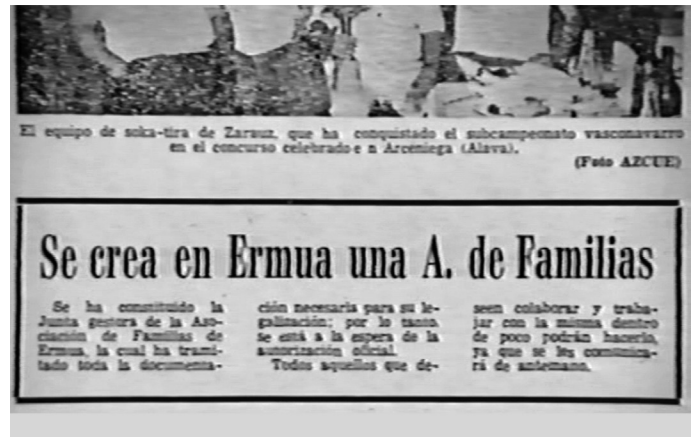 El equipo de soka-tira de Zarauz, que ha conquistado el subcampeonato vasconavarro
en el concurso celebrado e n Arcéniega (Alava).
(Foto AZCUE)
Se crea en Ermua una A. de Familias
Se ha constituido la
Junta gestora de la Aso-
ciación de Familias de
Ermua, la cual ha trami-
tado toda la documenta-
ción necesaria para su le-
galización; por lo tanto
se está a la espera de la
autorización oficial.
Todos aquellos que de-
seen colaborar y traba-
jar con la misma dentro
de poco podrán hacerlo,
ya que se les comunica-
rá de antemano.